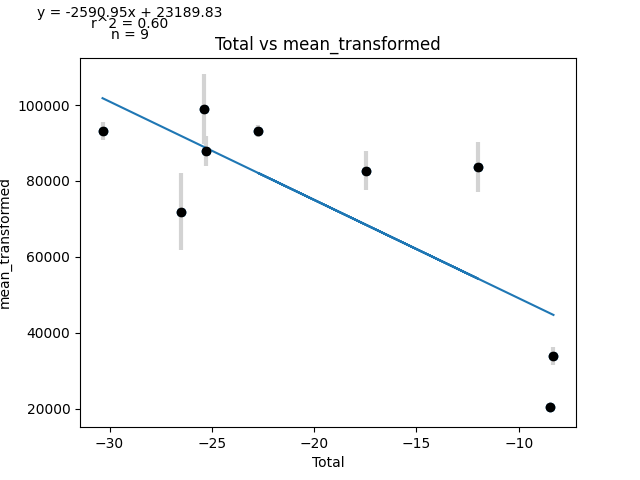 y = -2590.95x + 23189.83
r^2 = 0.60
n = 9
Total vs mean_transformed
mean_transformed
100000
80000
60000
40000
20000
−30
−25
−20
−15
−10
Total